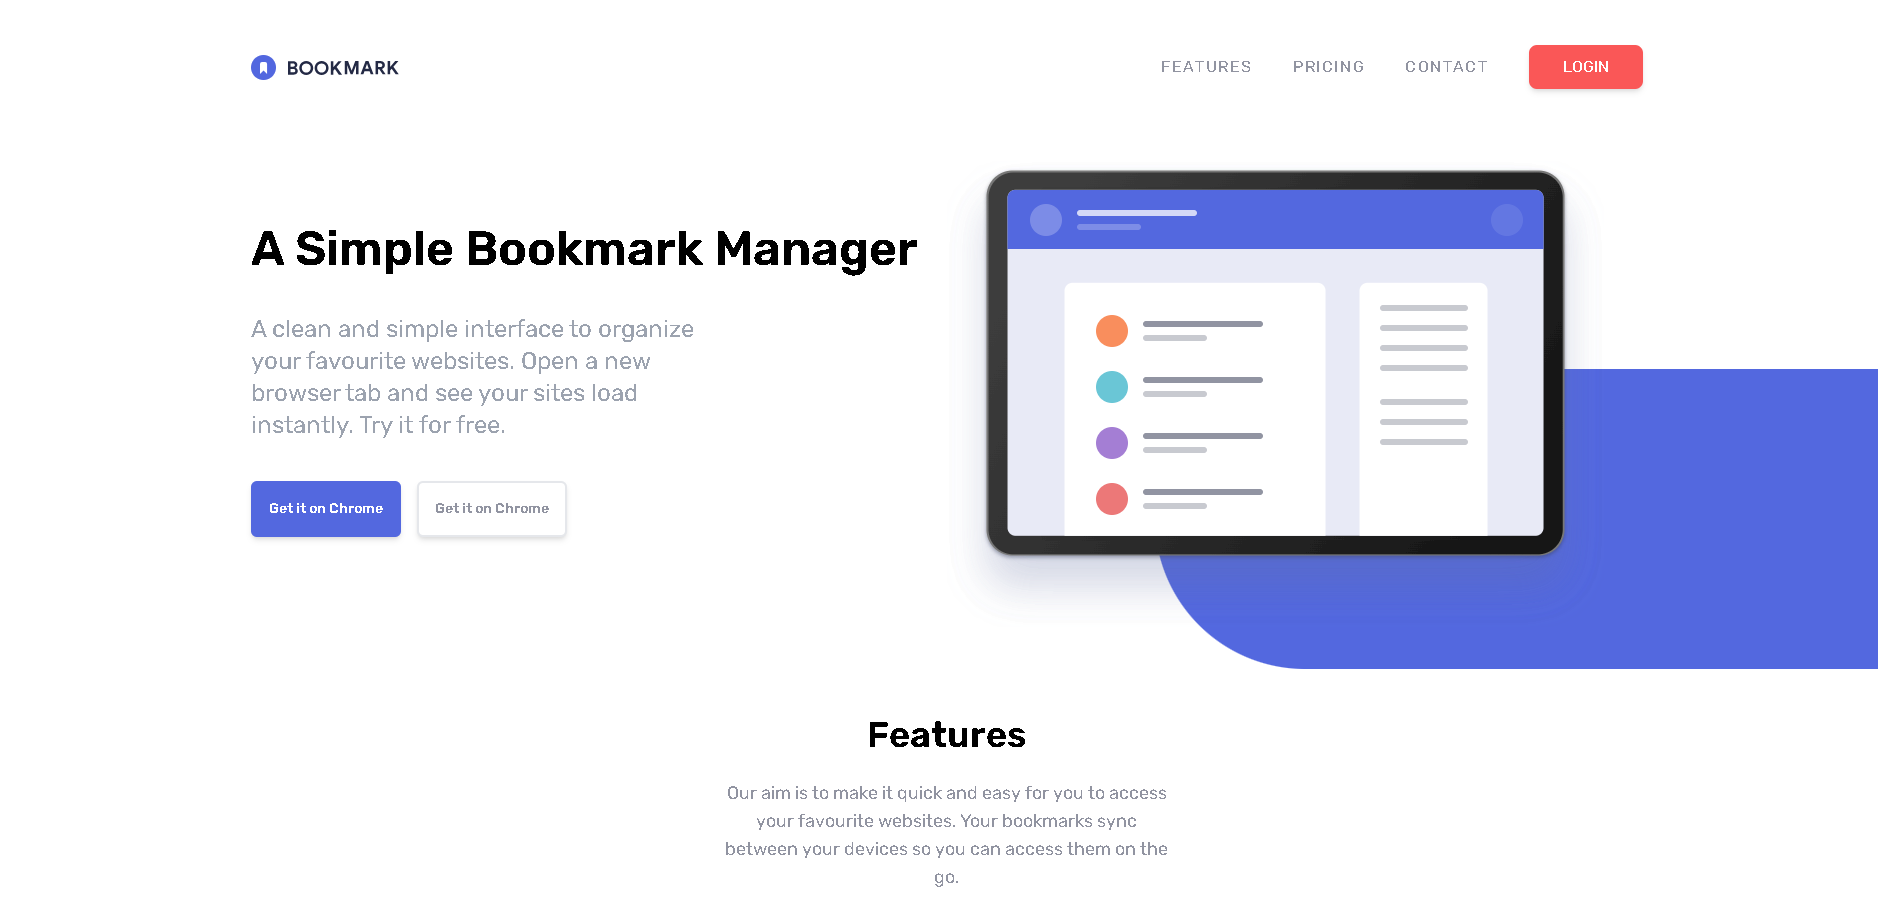 BOOKMARK
FEATURES PRICING CONTACT LOGIN
A Simple Bookmark Manager
A clean and simple interface to organize
your favourite websites. Open a new
browser tab and see your sites load
instantly. Try it for free.
Get it on Chrome Get it on Chrome
Features
Our aim is to make it quick and easy for you to access
your favourite websites. Your bookmarks sync
between your devices so you can access them on the
go.